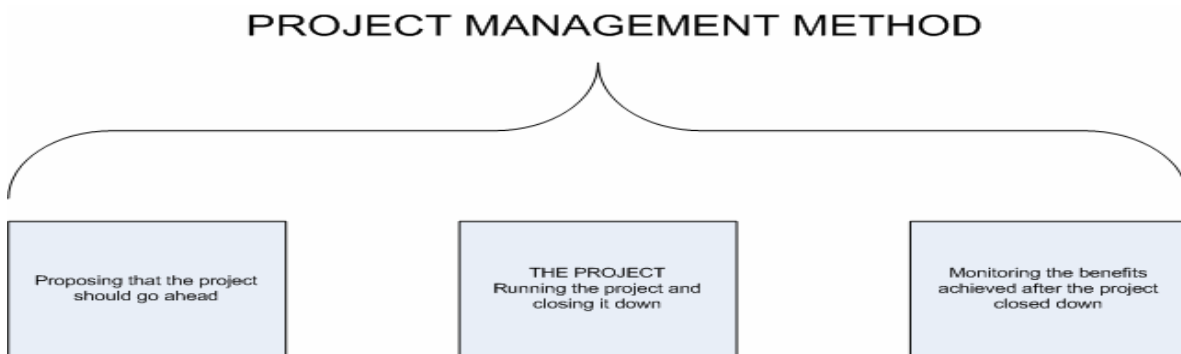 PROJECT MANAGEMENT METHOD
Proposing that the project
should go ahead
THE PROJECT
Running the project and
closing it down
Monitoring the benefits
achieved after the project
closed down